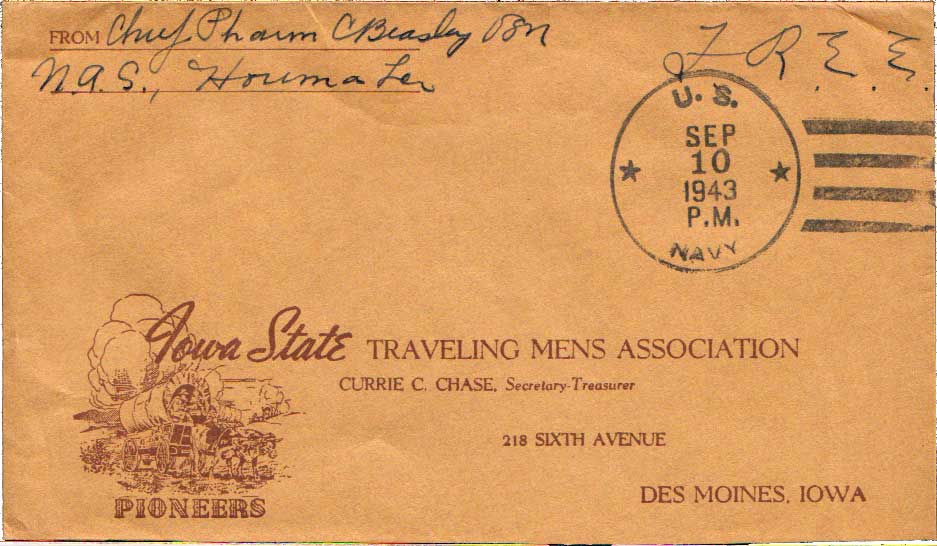 FROM Chief Pharm C Beasley USN
N.A.S., Houma La
F. R. E. E.
U. S.
SEP
10
1943
P.M.
NAVY
Iowa State TRAVELING MENS ASSOCIATION
CURRIE C. CHASE, Secretary-Treasurer
218 SIXTH AVENUE
PIONEERS
DES MOINES, IOWA